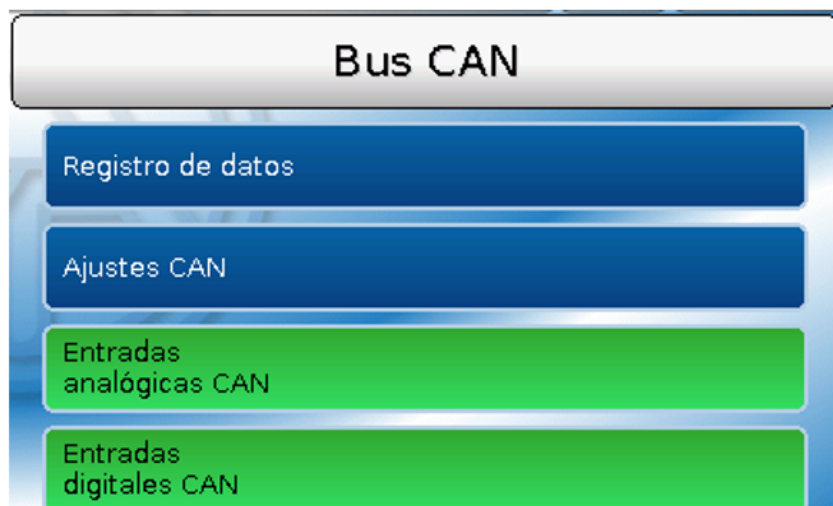 Bus CAN
Registro de datos
Ajustes CAN
Entradas
analógicas CAN
Entradas
digitales CAN